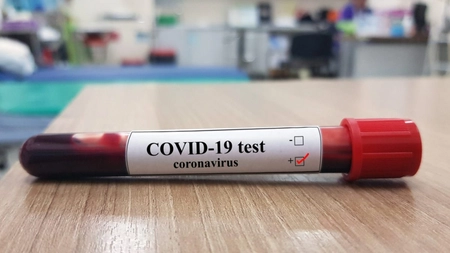 COVID-19 test
coronavirus
-
+